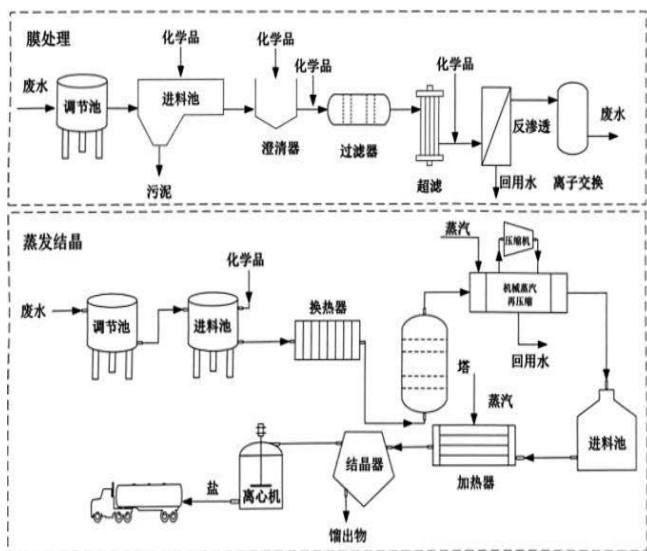 膜处理
化学品
化学品
化学品
化学品
废水
调节池
进料池
污泥
澄清器
过滤器
超滤
反渗透
回用水
废水
离子交换
蒸发结晶
化学品
废水
调节池
进料池
换热器
塔
蒸汽
压缩机
机械蒸汽
再压缩
回用水
进料池
蒸汽
加热器
结晶器
馏出物
离心机
盐